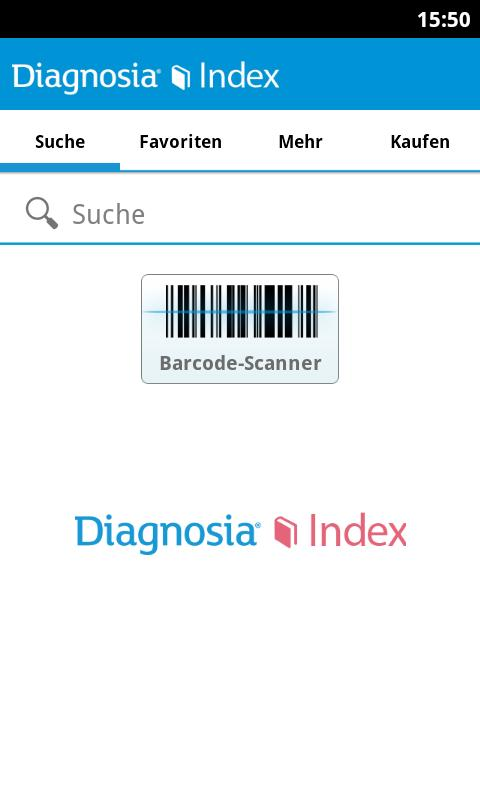 15:50
Diagnosia® Index
Suche Favoriten Mehr Kaufen
Suche
Barcode-Scanner
Diagnosia® Index